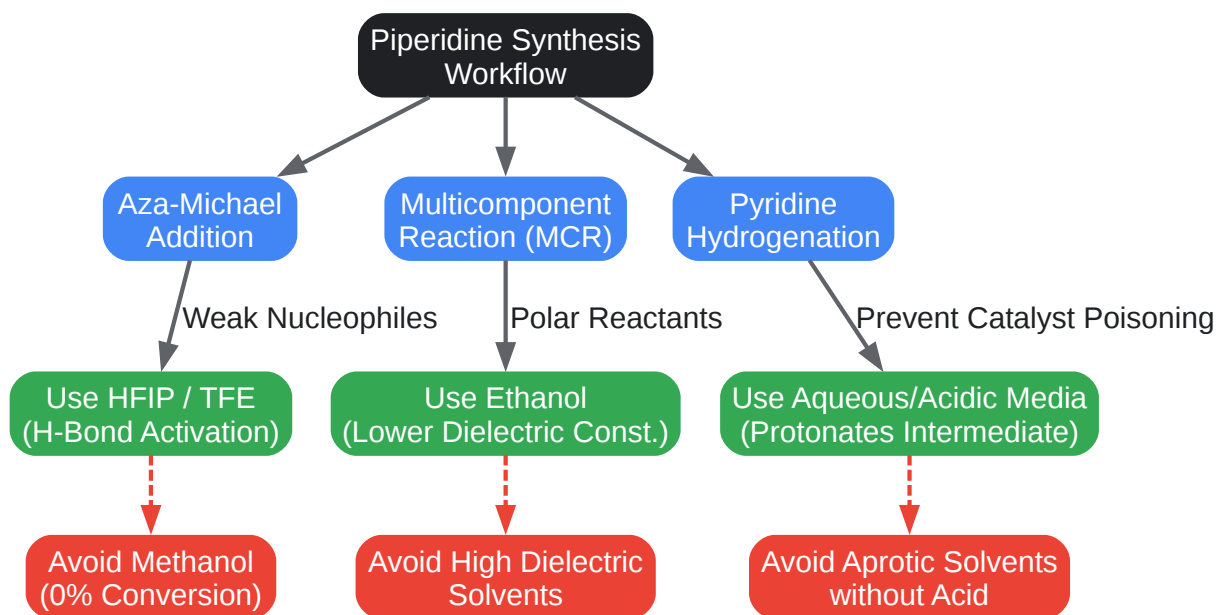 Piperidine Synthesis
Workflow
Aza-Michael
Addition
Multicomponent
Reaction (MCR)
Pyridine
Hydrogenation
Weak Nucleophiles
Polar Reactants
Prevent Catalyst Poisoning
Use HFIP / TFE
(H-Bond Activation)
Use Ethanol
(Lower Dielectric Const.)
Use Aqueous/Acidic Media
(Protonates Intermediate)
Avoid Methanol
(0% Conversion)
Avoid High Dielectric
Solvents
Avoid Aprotic Solvents
without Acid